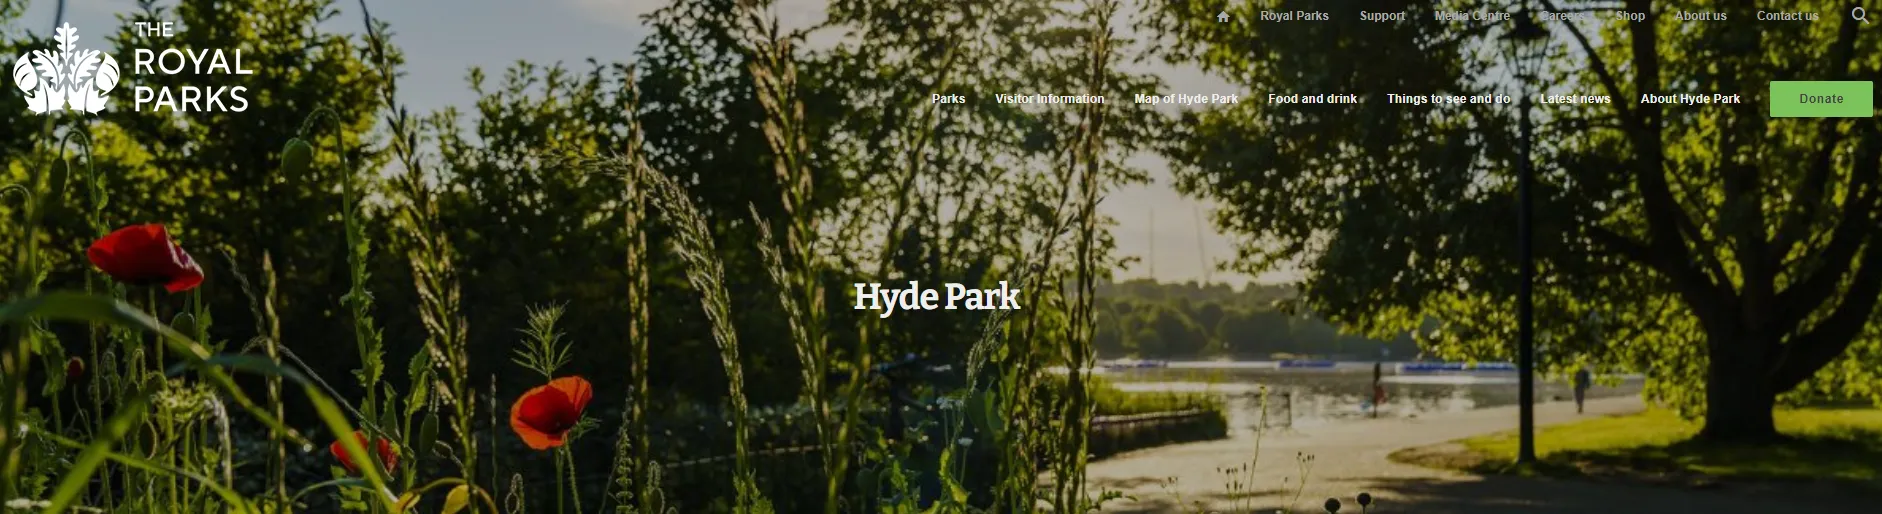 THE
ROYAL
PARKS
Royal Parks Support Media Centre Careers Shop About us Contact us
Parks Visitor Information Map of Hyde Park Food and drink Things to see and do Latest news About Hyde Park Donate
Hyde Park